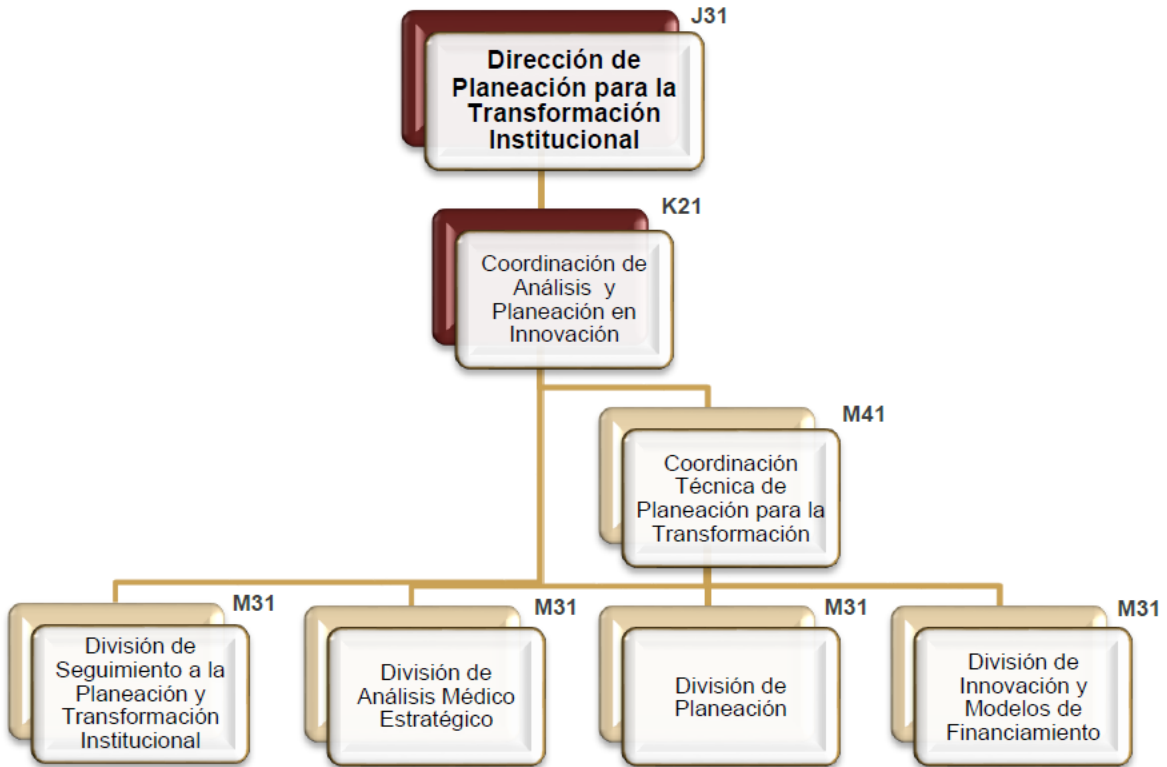 J31
Dirección de
Planeación para la
Transformación
Institucional
K21
Coordinación de
Análisis y
Planeación en
Innovación
M41
Coordinación
Técnica de
Planeación para la
Transformación
M31
División de
Seguimiento a la
Planeación y
Transformación
Institucional
M31
División de
Análisis Médico
Estratégico
M31
División de
Planeación
M31
División de
Innovación y
Modelos de
Financiamiento